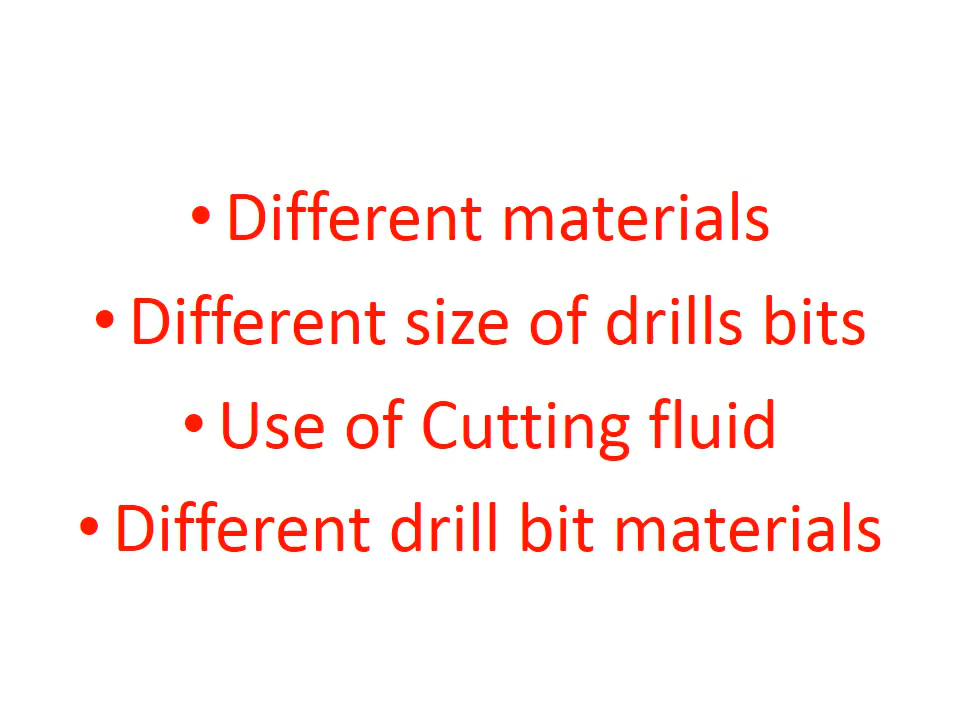 • Different materials
• Different size of drills bits
• Use of Cutting fluid
• Different drill bit materials